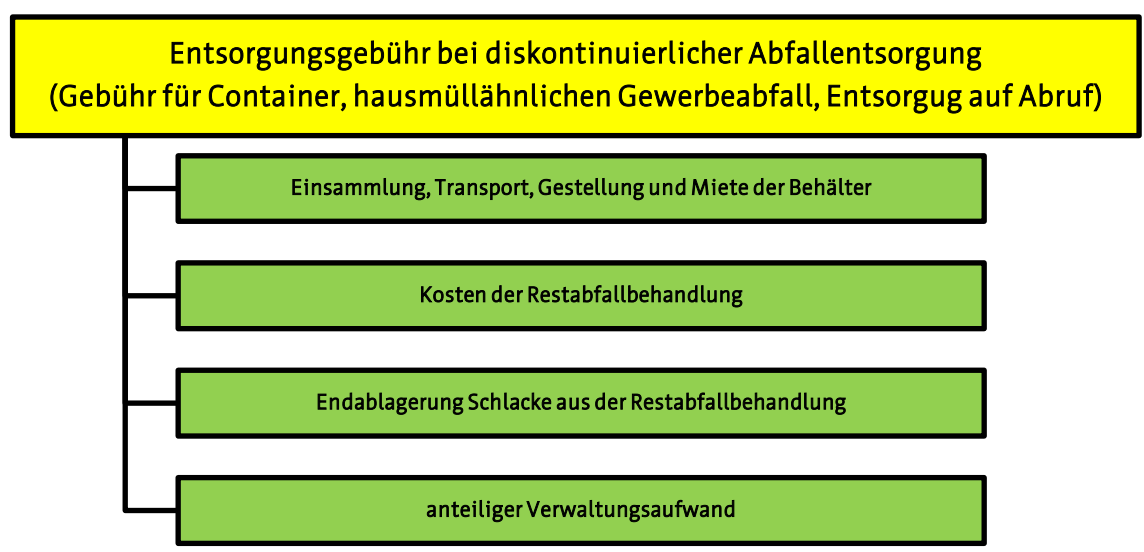 Entsorgungsgebühr bei diskontinuierlicher Abfallentsorgung
(Gebühr für Container, hausmüllähnlichen Gewerbeabfall, Entsorgug auf Abruf)
Einsammlung, Transport, Gestellung und Miete der Behälter
Kosten der Restabfallbehandlung
Endablagerung Schlacke aus der Restabfallbehandlung
anteiliger Verwaltungsaufwand